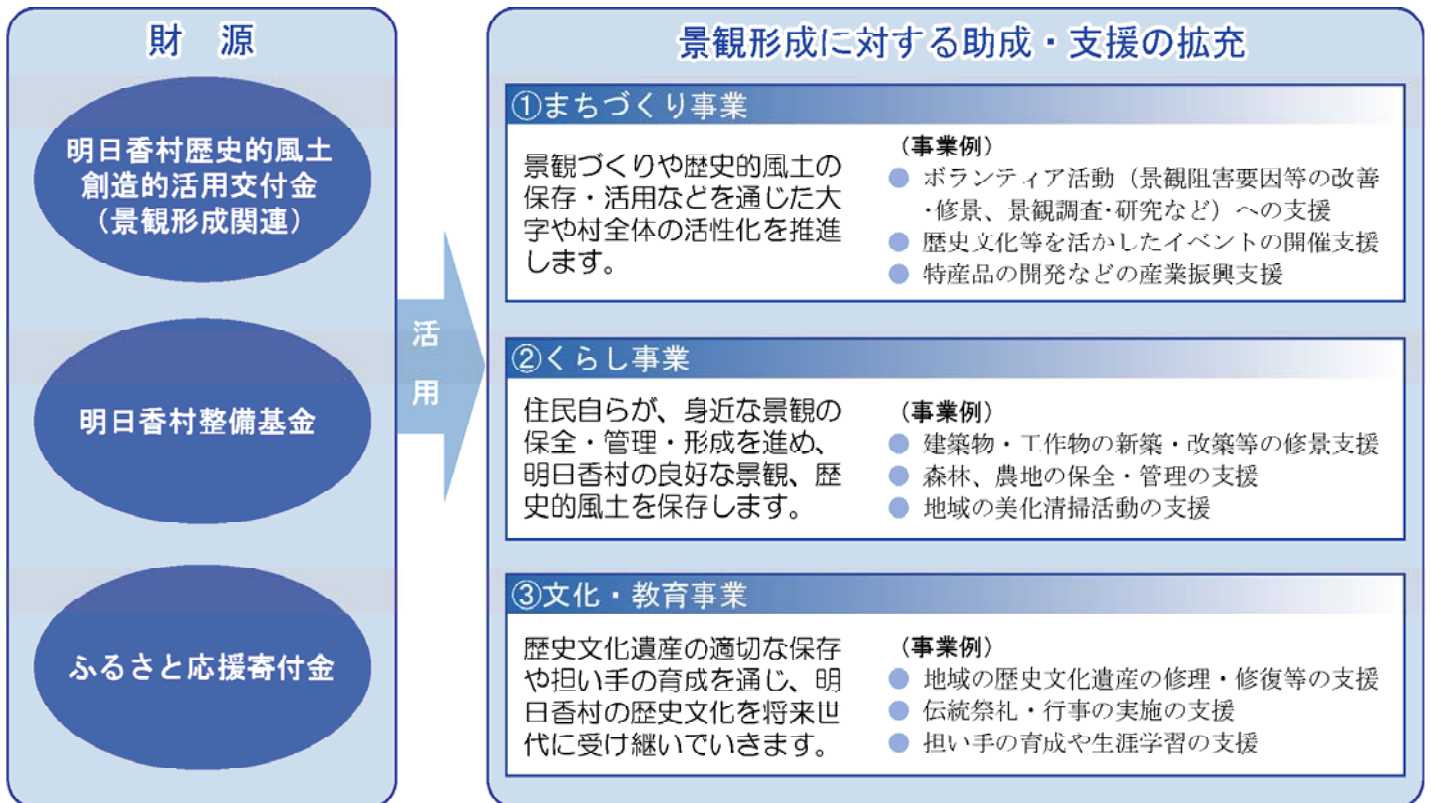 財　源
明日香村歴史的風土
創造的活用交付金
（景観形成関連）
明日香村整備基金
ふるさと応援寄付金
活
用
景観形成に対する助成・支援の拡充
①まちづくり事業
景観づくりや歴史的風土の
保存・活用などを通じた大
字や村全体の活性化を推進
します。
（事業例）
● ボランティア活動（景観阻害要因等の改善
・修景、景観調査・研究など）への支援
● 歴史文化等を活かしたイベントの開催支援
● 特産品の開発などの産業振興支援
②くらし事業
住民自らが、身近な景観の
保全・管理・形成を進め、
明日香村の良好な景観、歴
史的風土を保存します。
（事業例）
● 建築物・工作物の新築・改築等の修景支援
● 森林、農地の保全・管理の支援
● 地域の美化清掃活動の支援
③文化・教育事業
歴史文化遺産の適切な保存
や担い手の育成を通じ、明
日香村の歴史文化を将来世
代に受け継いでいきます。
（事業例）
● 地域の歴史文化遺産の修理・修復等の支援
● 伝統祭礼・行事の実施の支援
● 担い手の育成や生涯学習の支援